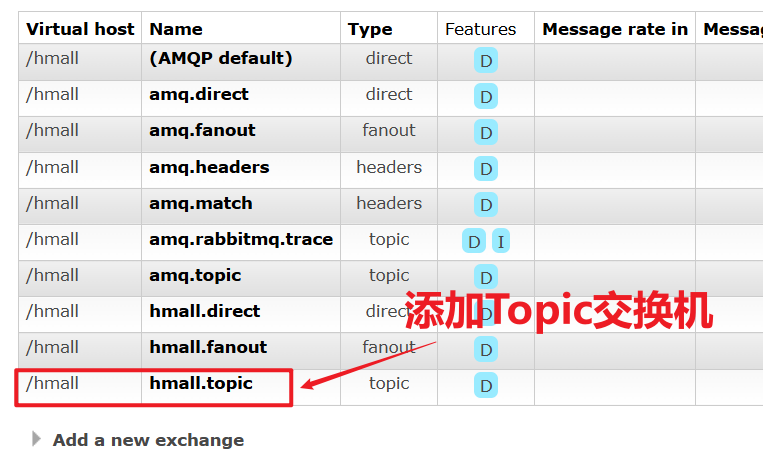 Virtual host Name Type Features Message rate in Messag
/hmall (AMQP default) direct D
/hmall amq.direct direct D
/hmall amq.fanout fanout D
/hmall amq.headers headers D
/hmall amq.match headers D
/hmall amq.rabbitmq.trace topic D I
/hmall amq.topic topic D
/hmall hmall.direct direct D
添加Topic交换机
/hmall hmall.fanout fanout D
/hmall hmall.topic topic D
Add a new exchange